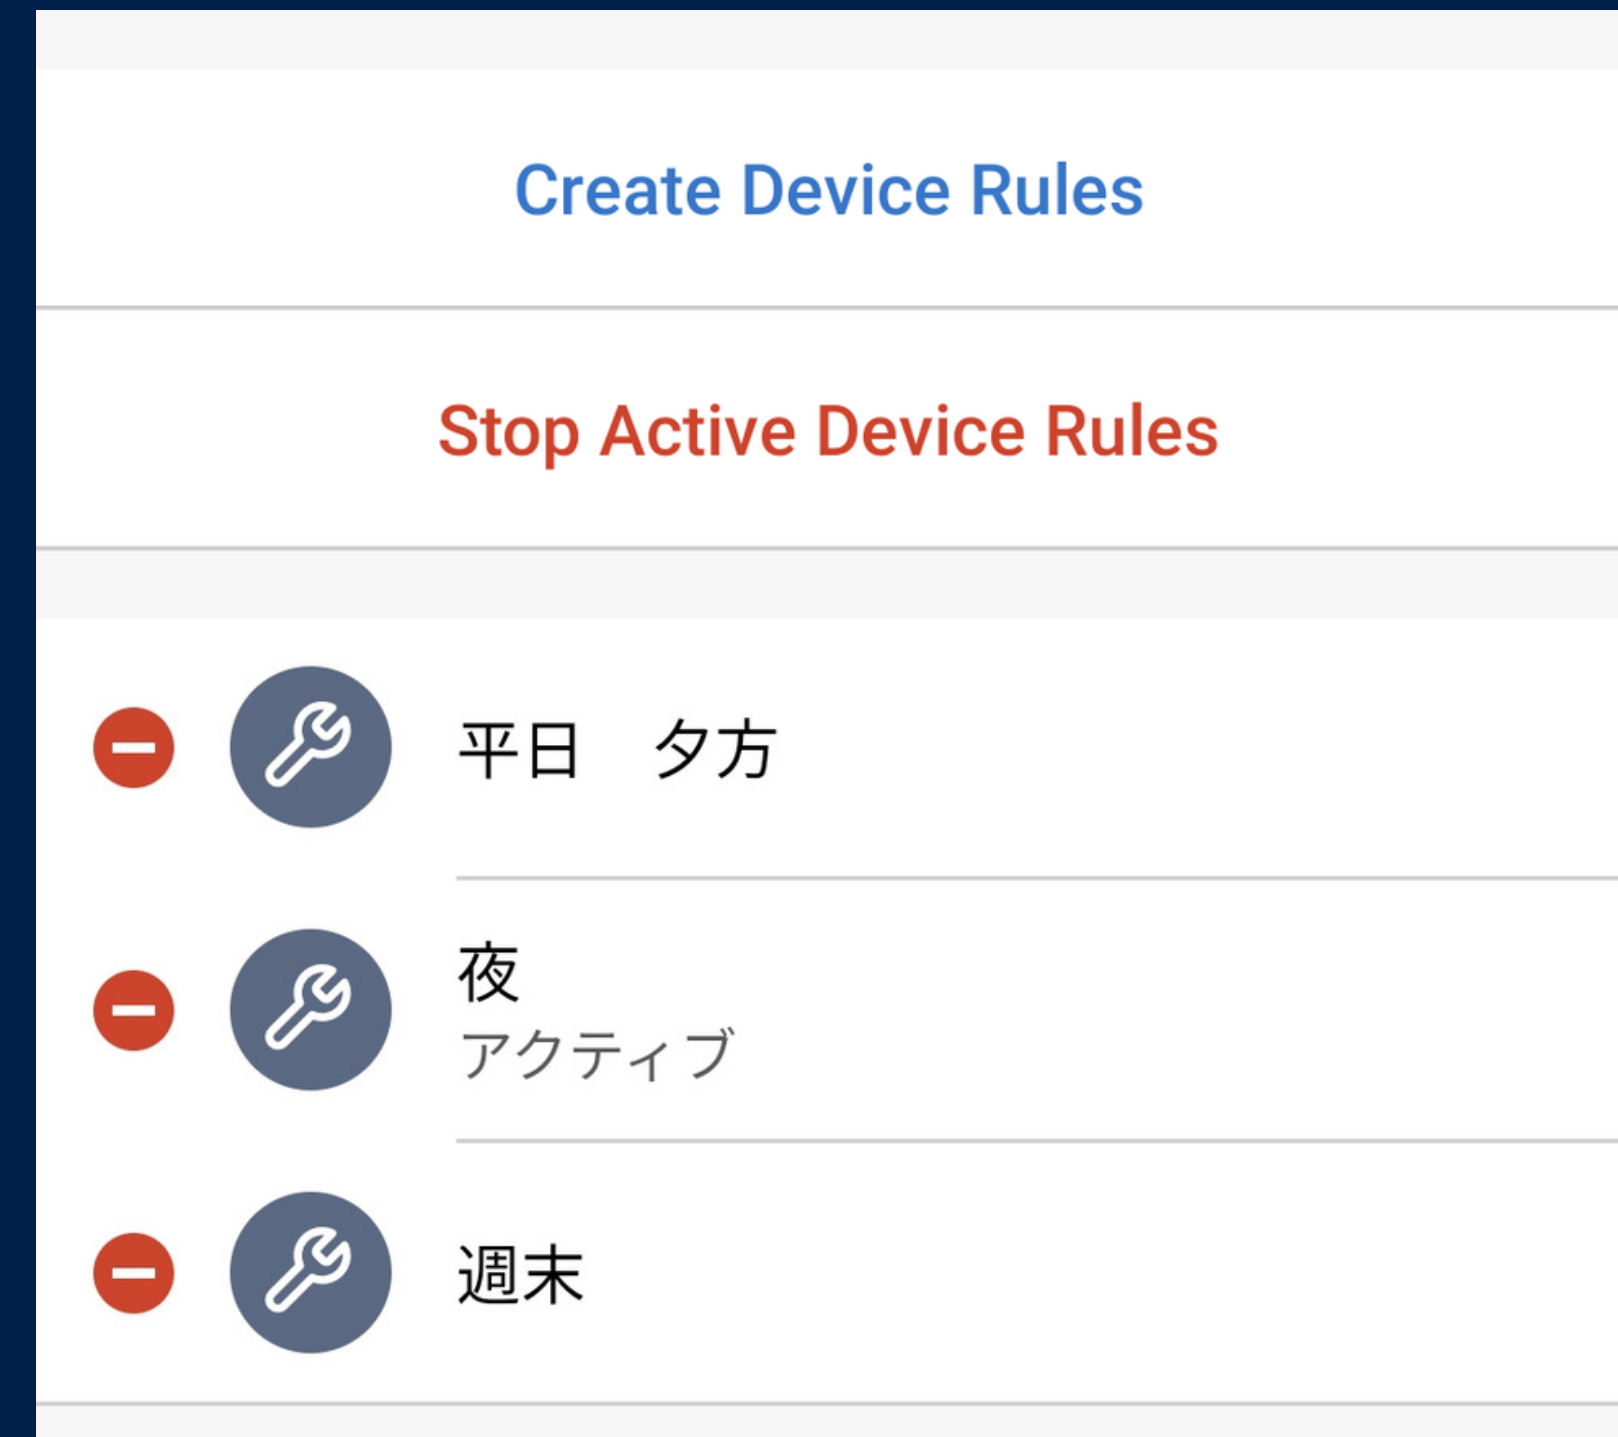 Create Device Rules
Stop Active Device Rules
平日　夕方
夜
アクティブ
週末